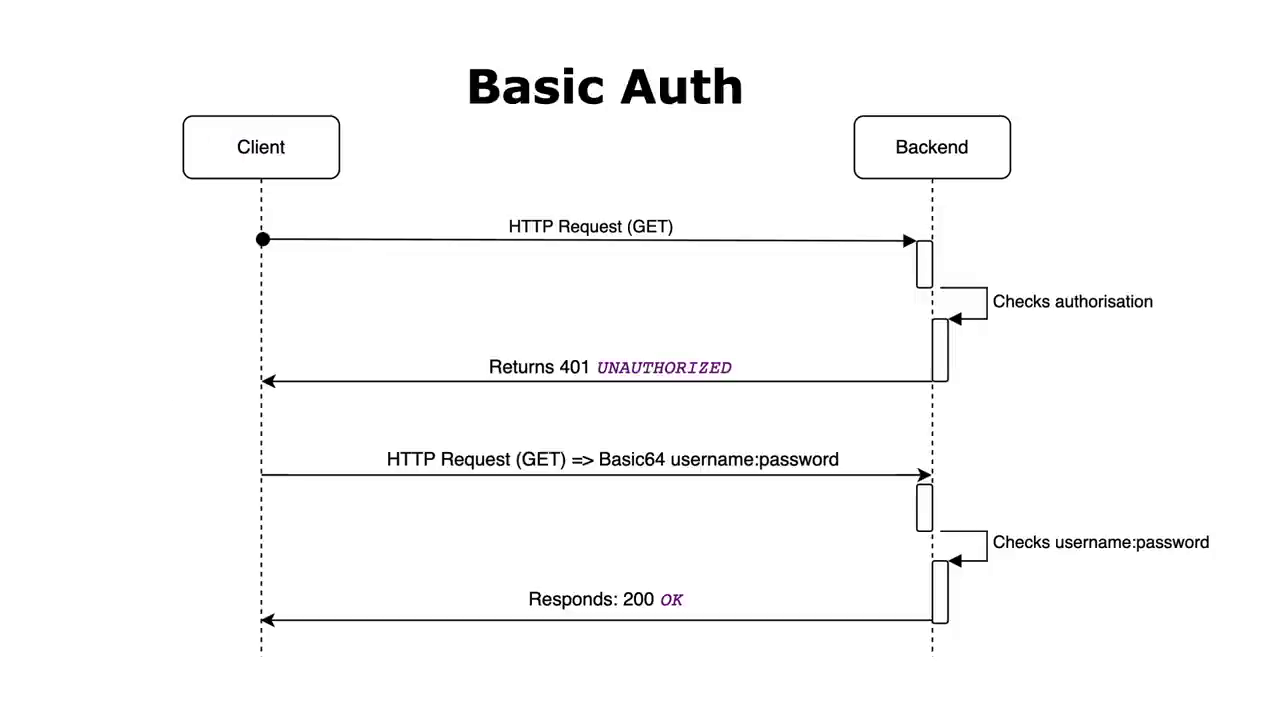 Basic Auth
Client
Backend
HTTP Request (GET)
Checks authorisation
Returns 401 UNAUTHORIZED
HTTP Request (GET) => Basic64 username:password
Checks username:password
Responds: 200 OK